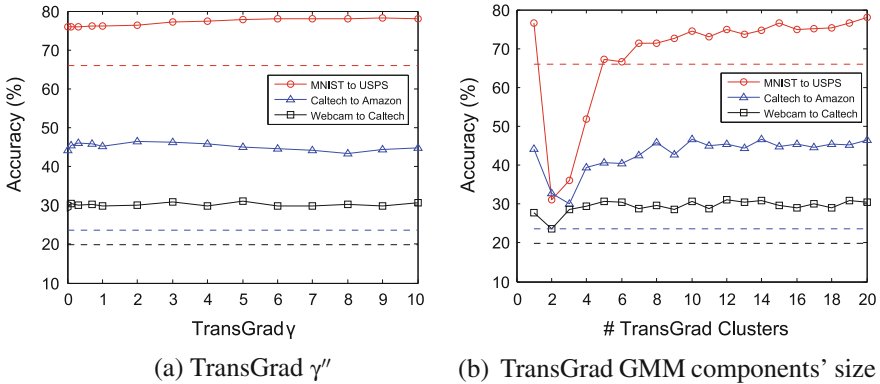 80
70
60
50
40
30
20
10
Accuracy (%)
MNIST to USPS
Caltech to Amazon
Webcam to Caltech
0 1 2 3 4 5 6 7 8 9 10
TransGrad γ
(a) TransGrad γ″
80
70
60
50
40
30
20
10
Accuracy (%)
MNIST to USPS
Caltech to Amazon
Webcam to Caltech
0 2 4 6 8 10 12 14 16 18 20
# TransGrad Clusters
(b) TransGrad GMM components’ size